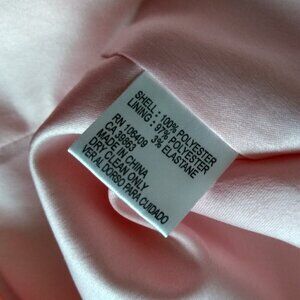 SHELL : 100% POLYESTER
LINING : 97% POLYESTER
3% ELASTANE
RN 106409
CA 39863
MADE IN CHINA
DRY CLEAN ONLY
VER AL DORSO PARA CUIDADO